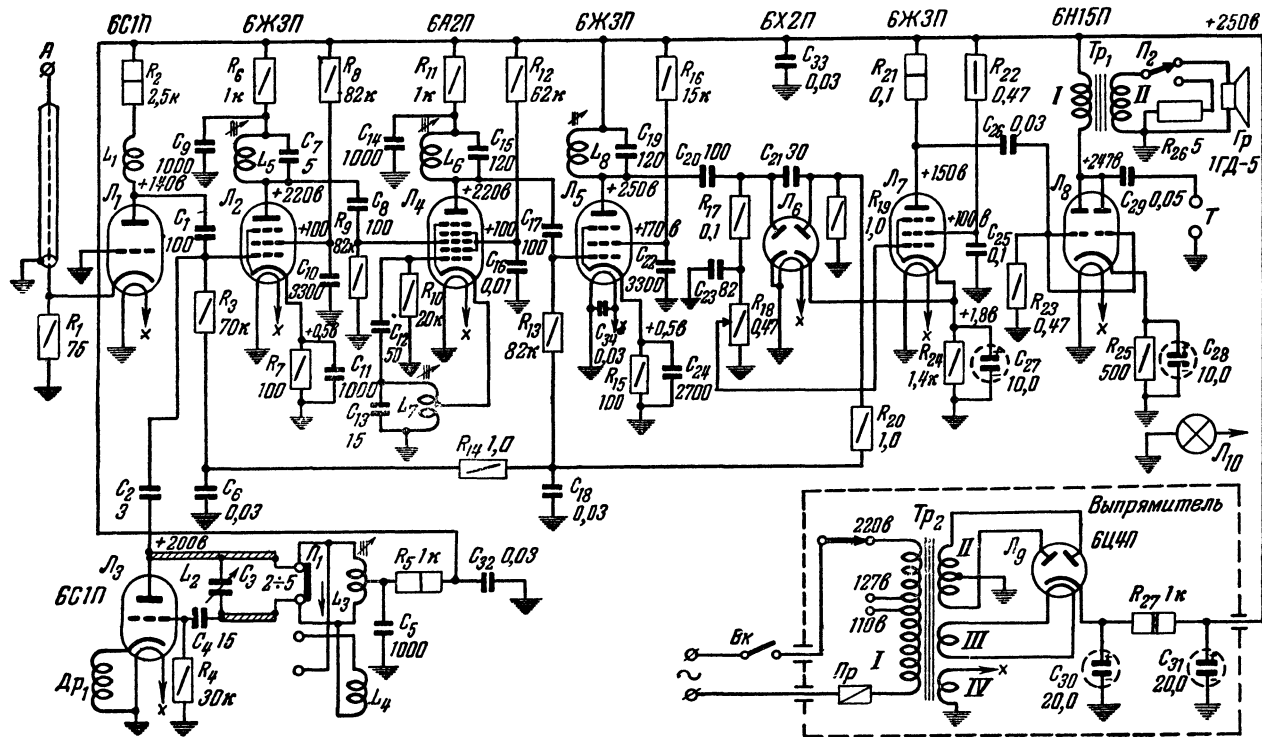 6С1П 6Ж3П 6А2П 6Ж3П 6Х2П 6Ж3П 6Н15П +250в
А
R2 2,5к
R6 1к
R8 82к
R11 1к
R12 62к
R16 15к
C33 0,03
R21 0,1
R22 0,47
Тр1
П2
I
II
Гр 1ГД-5
R26 5
L1
C9 1000
L5
C7 5
C14 1000
L6
C15 120
L8
C19 120
C20 100
C21 30
C26 0,03
+140в
+220в
+220в
+250в
+150в
+247в
Л1
C1 100
Л2
+100
R9 82к
C8 100
Л4
+100
C17 100
Л5
+170в
R17 0,1
Л6
R19 1,0
Л7
+100в
Л8
C29 0,05
Т
R1 75
х
R3 70к
х
C10 3300
+0,5в
R7 100
C11 1000
C12 50
R10 20к
х
C16 0,01
R13 82к
C34 0,03
х
C22 3300
+0,5в
R15 100
C24 2700
C23 82
R18 0,47
х
х
C25 0,1
+1,8в
R24 1,4к
C27 10,0
R23 0,47
х
R25 500
C28 10,0
C13 15
L7
R14 1,0
R20 1,0
Л10
C2 3
C6 0,03
C18 0,03
+200в
Л3
6С1П
L2
C3 2÷5
П1
L3
R5 1к
C32 0,03
C4 15
C5 1000
Др1
х
R4 30к
L4
Выпрямитель
Тр2
220в
127в
110в
I
II
III
IV
х
Л9
6Ц4П
R27 1к
Вк
~
Пр
C30 20,0
C31 20,0